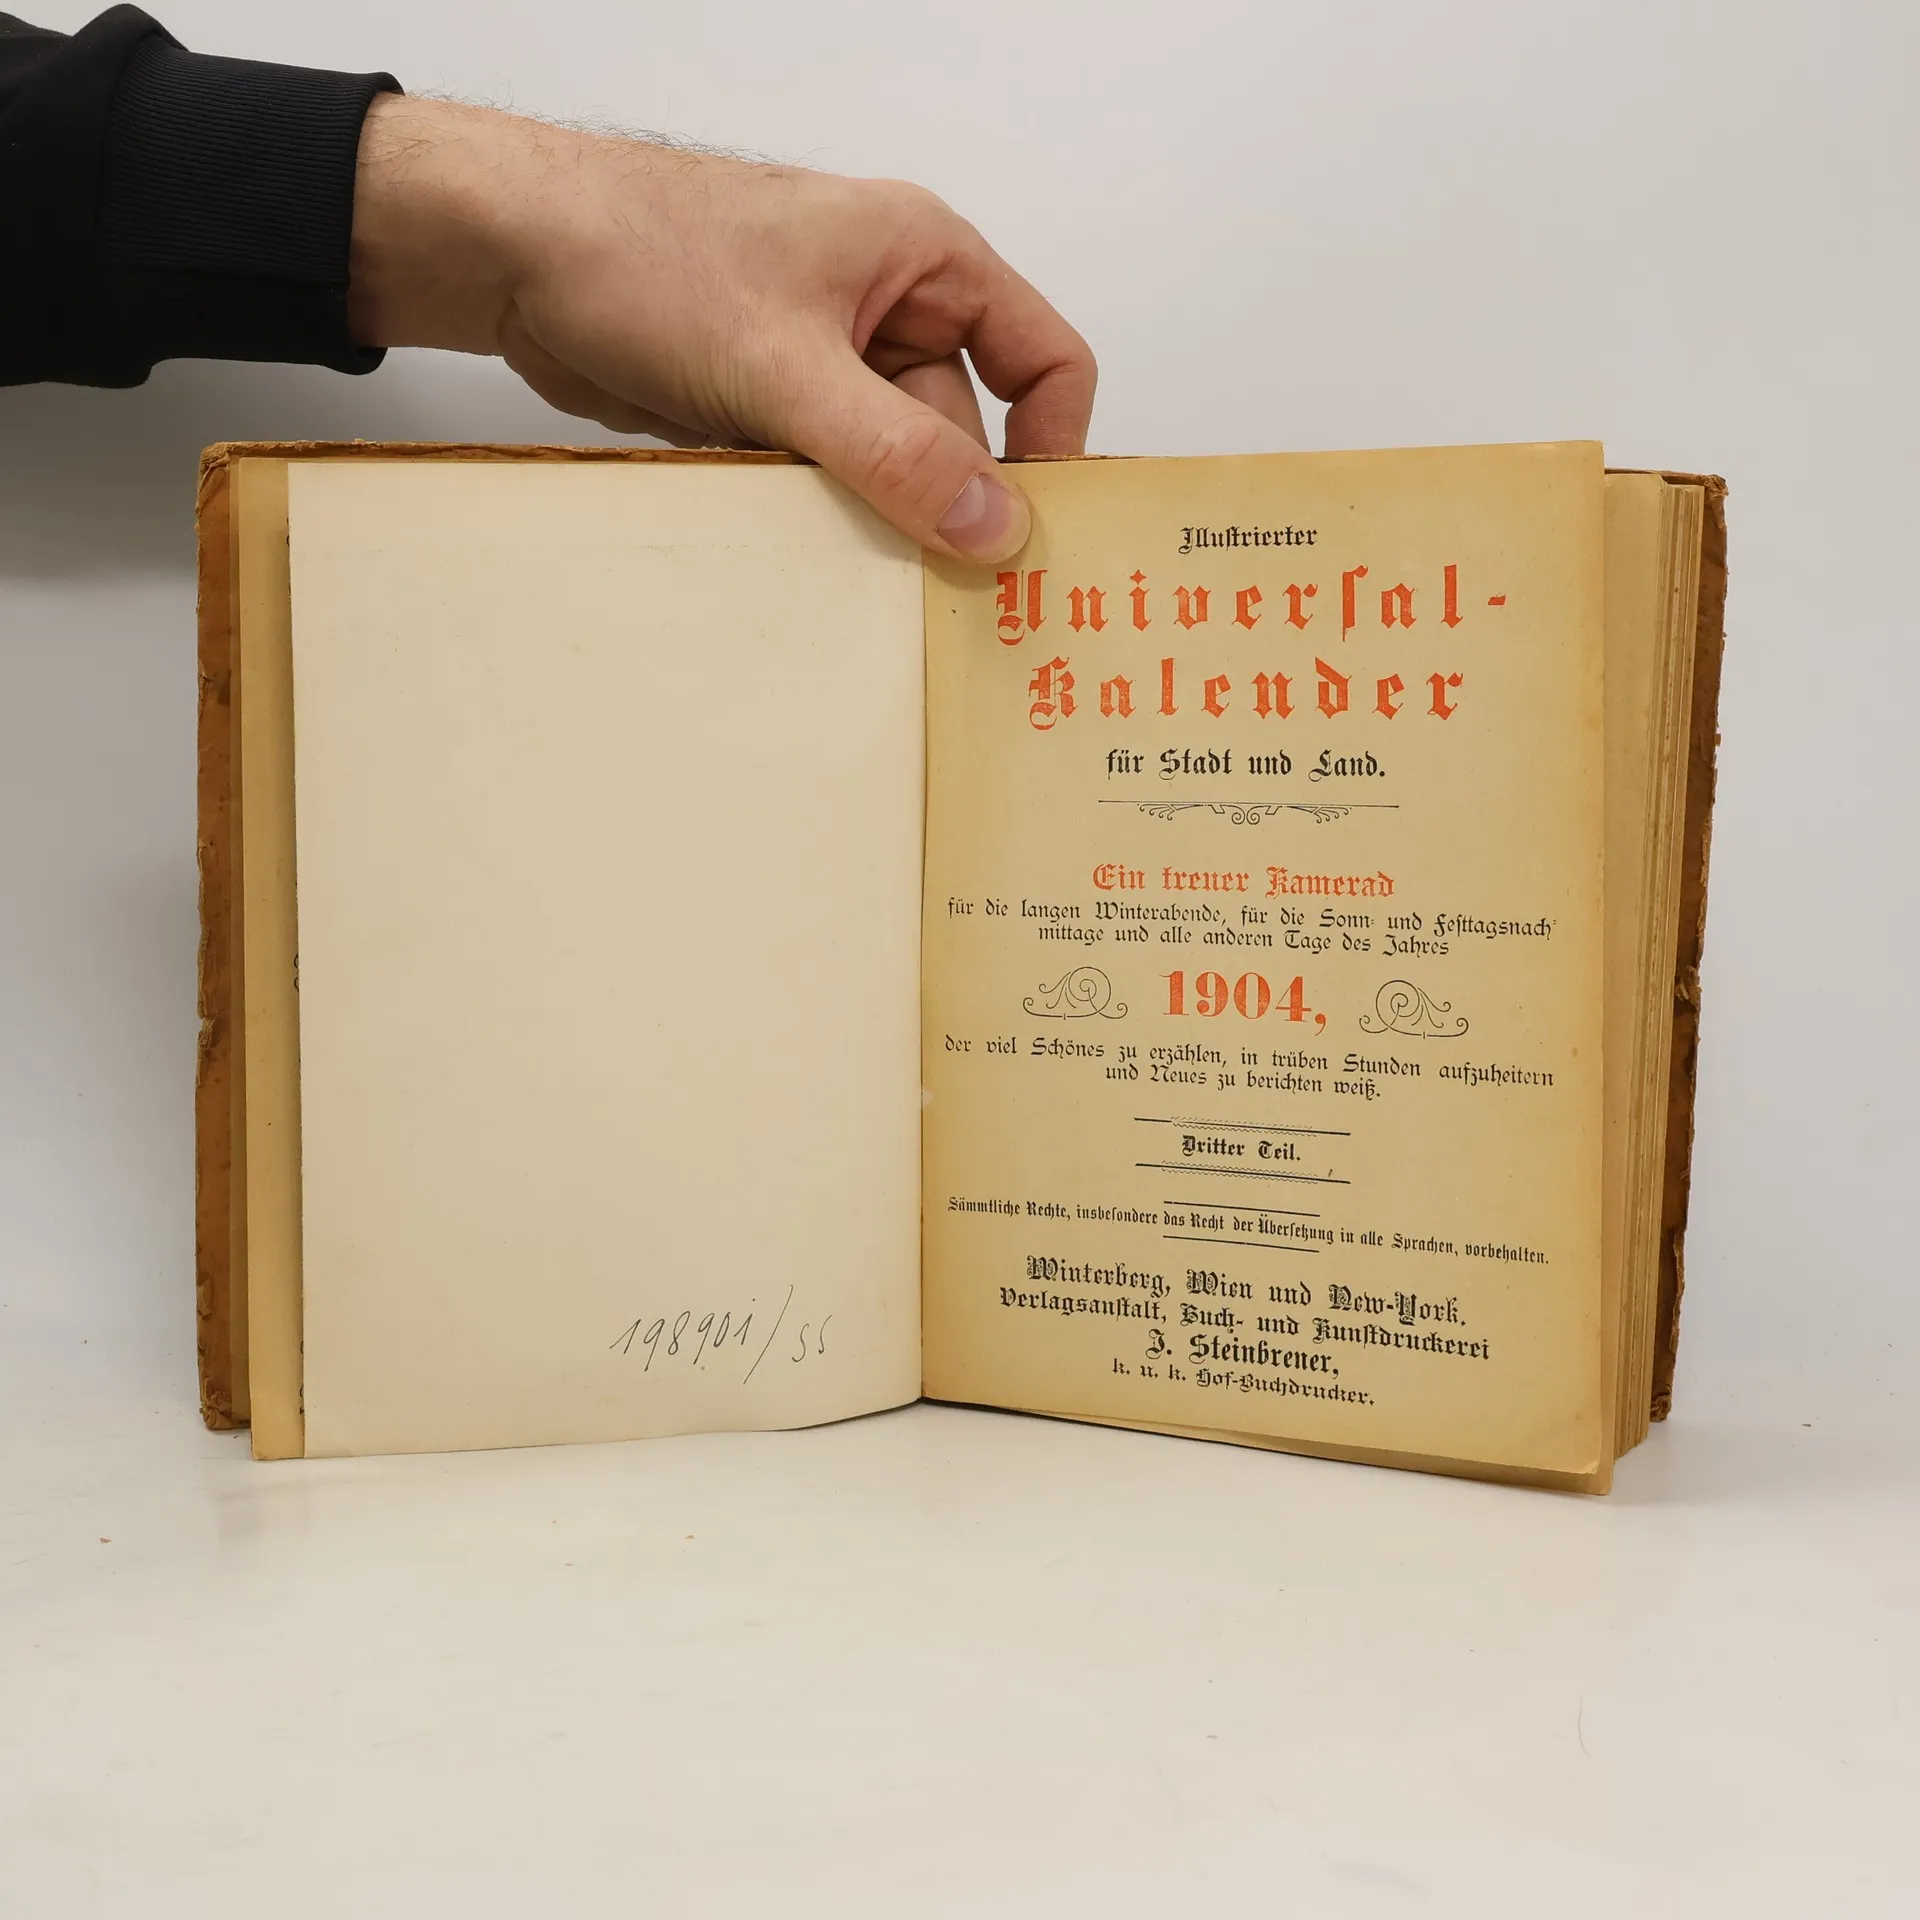 198901/SS
Illuſtrierter
Univerſal-
Kalender
für Stadt und Land.
Ein treuer Kamerad
für die langen Winterabende, für die Sonn- und Feſttagsnach-
mittage und alle anderen Tage des Jahres
1904,
der viel Schönes zu erzählen, in trüben Stunden aufzuheitern
und Neues zu berichten weiß.
Dritter Teil.
Sämmtliche Rechte, insbeſondere das Recht der Überſetzung in alle Sprachen, vorbehalten.
Winterberg, Wien und New-York.
Verlagsanſtalt, Buch- und Kunſtdruckerei
J. Steinbrener,
k. u. k. Hof-Buchdrucker.